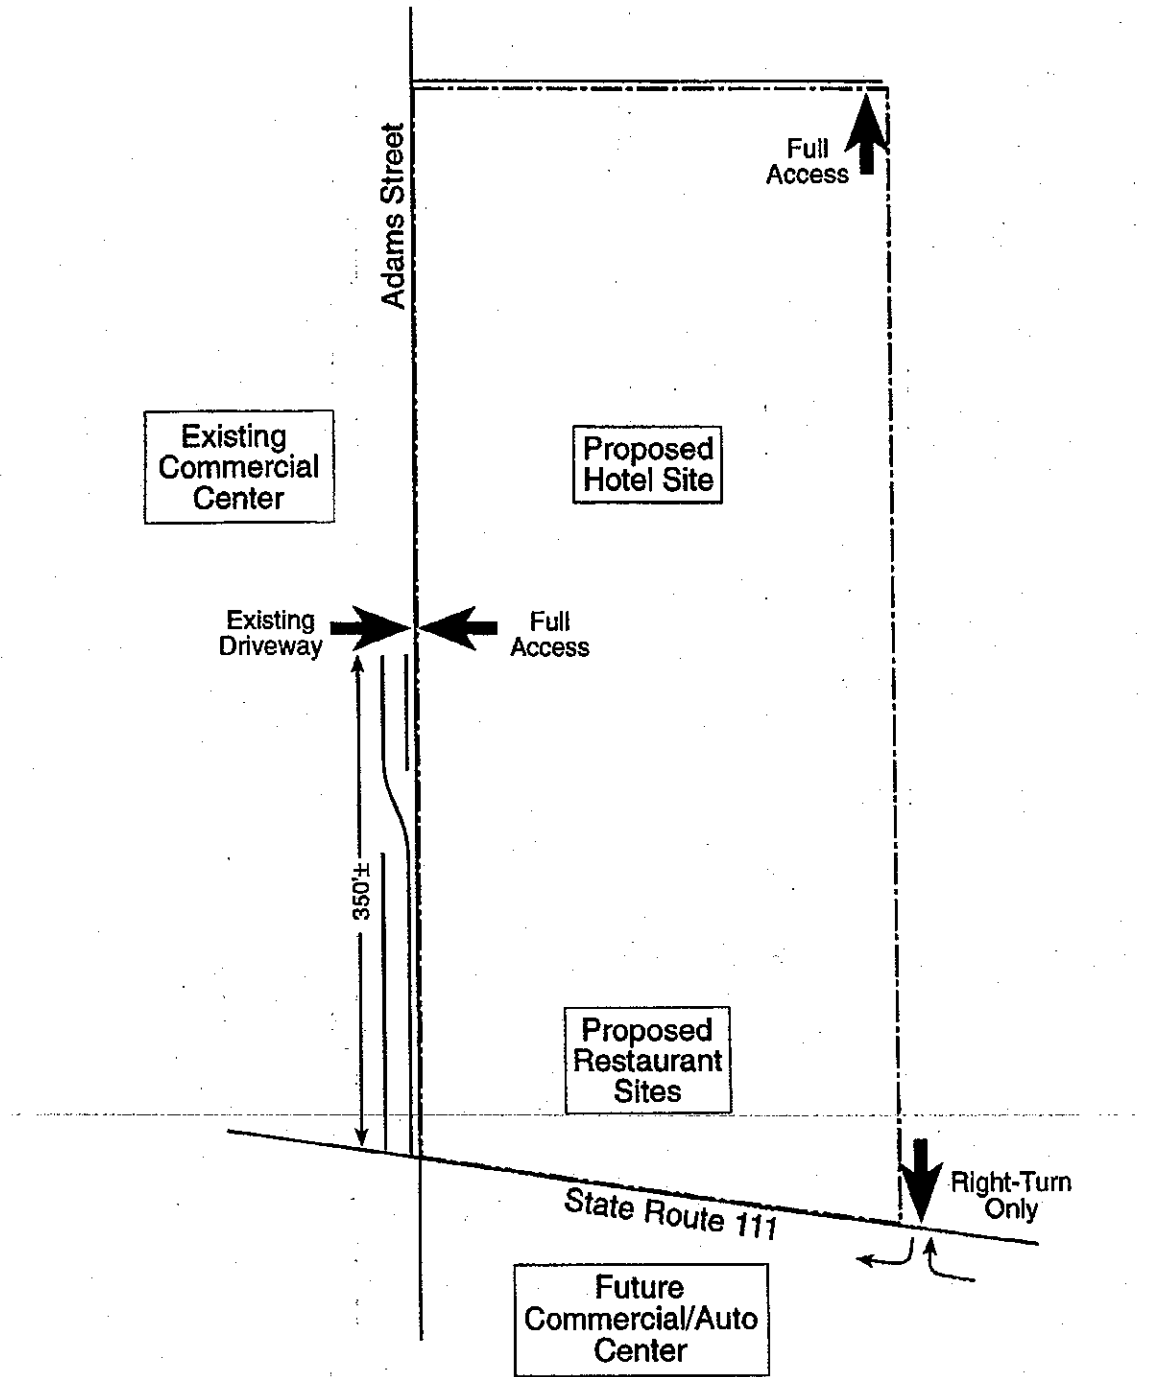 Full
Access
Adams Street
Existing
Commercial
Center
Proposed
Hotel Site
Existing
Driveway
Full
Access
350'±
Proposed
Restaurant
Sites
State Route 111
Right-Turn
Only
Future
Commercial/Auto
Center